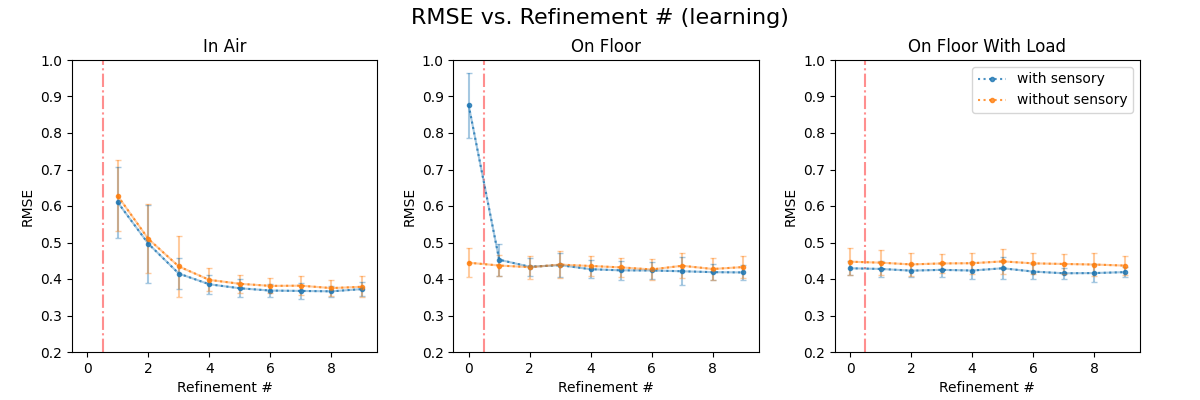 RMSE vs. Refinement # (learning)
In Air
1.0
0.9
0.8
0.7
0.6
0.5
0.4
0.3
0.2
RMSE
0 2 4 6 8
Refinement #
On Floor
1.0
0.9
0.8
0.7
0.6
0.5
0.4
0.3
0.2
RMSE
0 2 4 6 8
Refinement #
On Floor With Load
with sensory
without sensory
1.0
0.9
0.8
0.7
0.6
0.5
0.4
0.3
0.2
RMSE
0 2 4 6 8
Refinement #